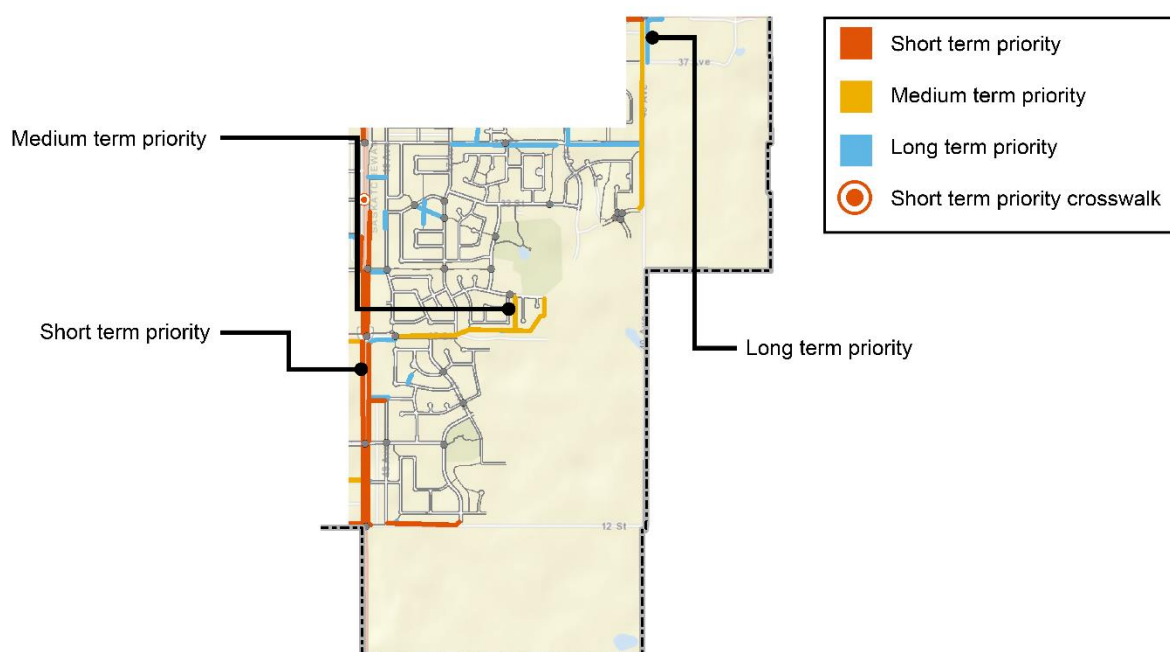 Short term priority
Medium term priority
Long term priority
Short term priority crosswalk
37 Ave
Medium term priority
Short term priority
Long term priority
12 St